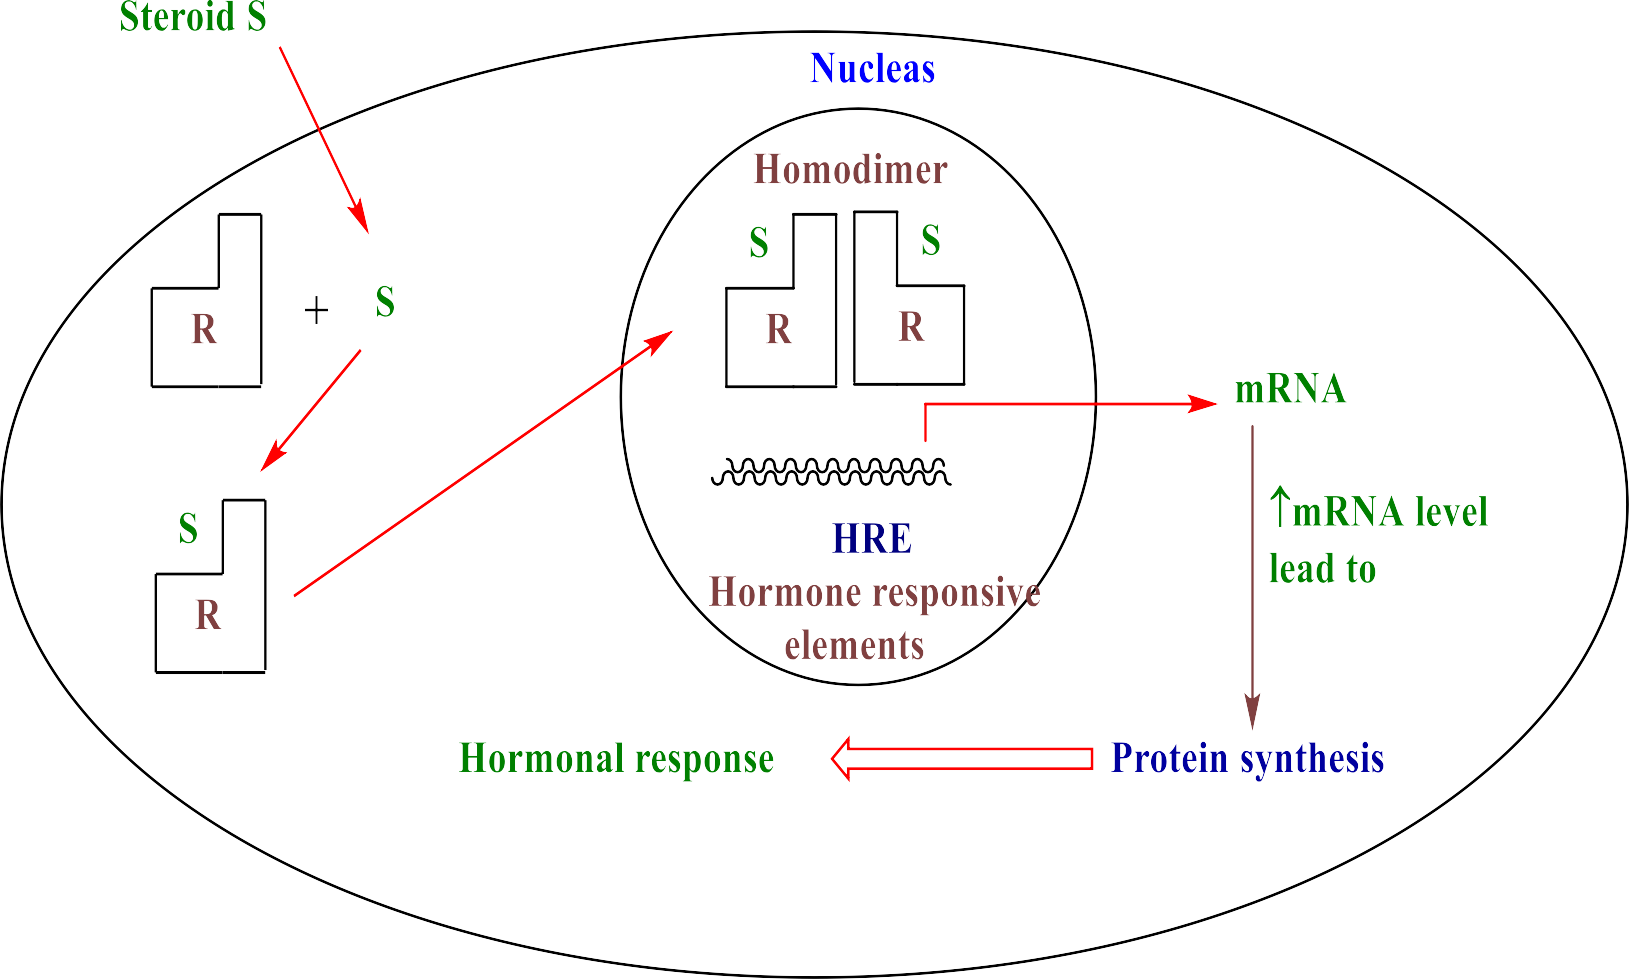 Steroid S
Nucleas
Homodimer
S
S
R
R
R
+
S
mRNA
S
R
↑mRNA level
lead to
HRE
Hormone responsive
elements
Hormonal response
Protein synthesis